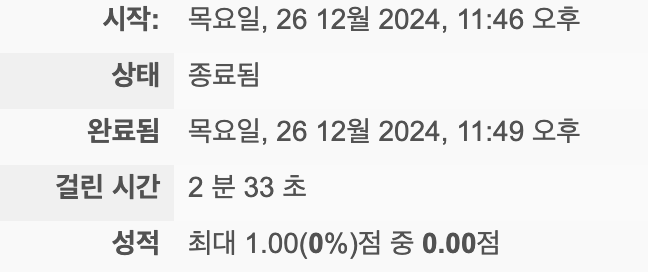 시작: 목요일, 26 12월 2024, 11:46 오후
상태 종료됨
완료됨 목요일, 26 12월 2024, 11:49 오후
걸린 시간 2 분 33 초
성적 최대 1.00(0%)점 중 0.00점